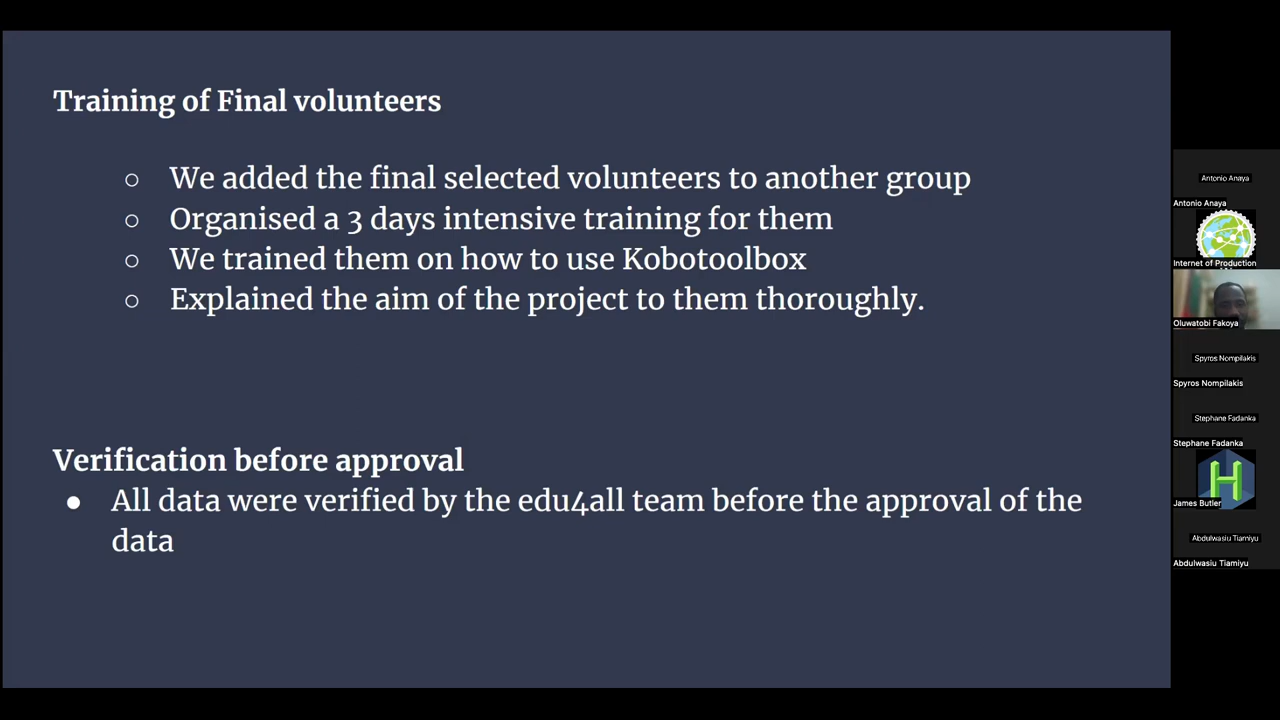 Training of Final volunteers
○ We added the final selected volunteers to another group
○ Organised a 3 days intensive training for them
○ We trained them on how to use Kobotoolbox
○ Explained the aim of the project to them thoroughly.
Verification before approval
● All data were verified by the edu4all team before the approval of the
data
Antonio Anaya
Antonio Anaya
Internet of Production
Oluwatobi Fakoya
Spyros Nompilakis
Spyros Nompilakis
Stephane Fadanka
Stephane Fadanka
H
James Butler
Abdulwasiu Tiamiyu
Abdulwasiu Tiamiyu